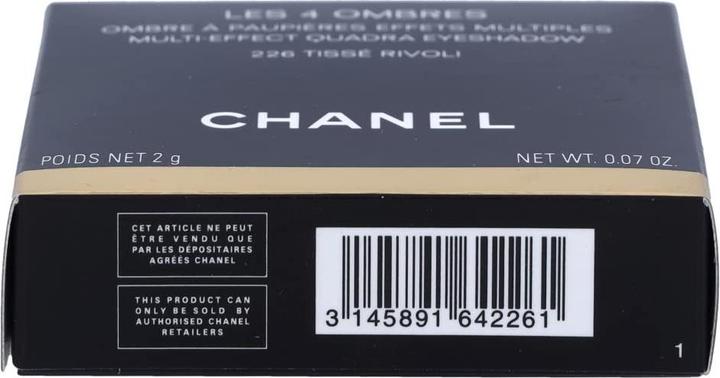 LES 4 OMBRES
OMBRE À PAUPIÈRES EFFETS MULTIPLES
MULTI-EFFECT QUADRA EYESHADOW
226 TISSÉ RIVOLI
CHANEL
POIDS NET 2 g
NET WT. 0.07 OZ.
CET ARTICLE NE PEUT
ÊTRE VENDU QUE
PAR LES DÉPOSITAIRES
AGRÉÉS CHANEL
THIS PRODUCT CAN
ONLY BE SOLD BY
AUTHORISED CHANEL
RETAILERS
3 145891 642261
1